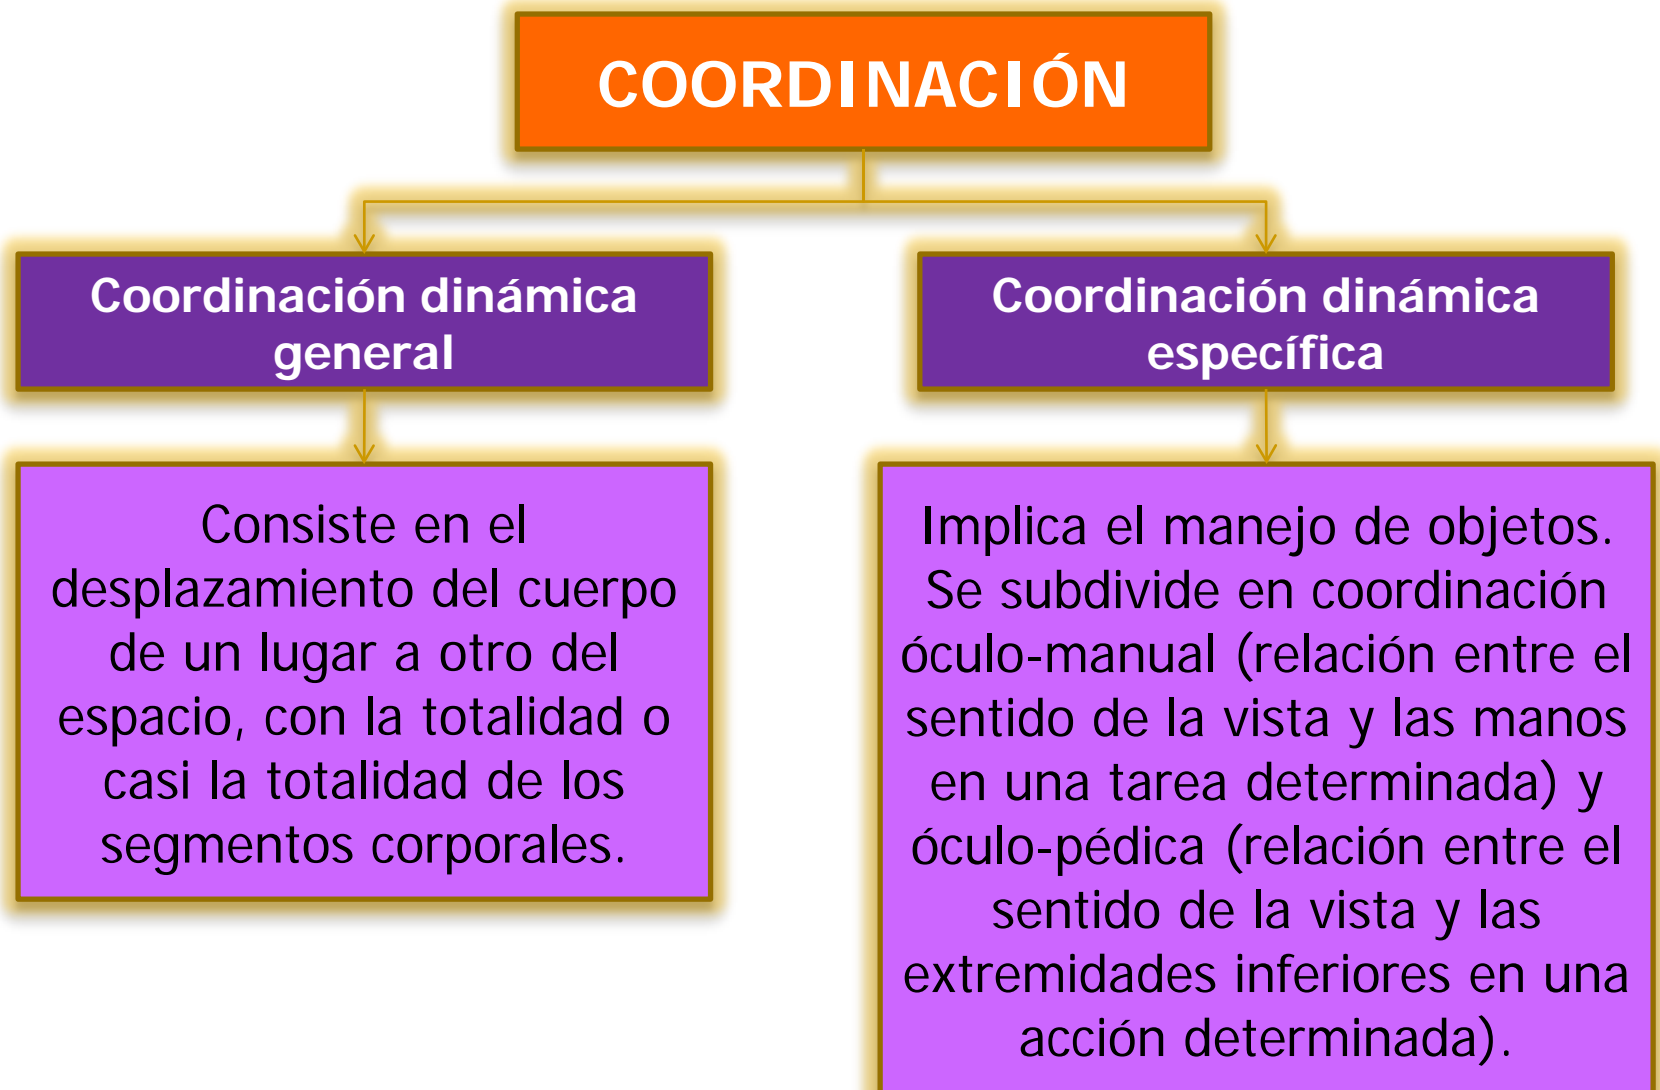 COORDINACIÓN
Coordinación dinámica
general
Consiste en el
desplazamiento del cuerpo
de un lugar a otro del
espacio, con la totalidad o
casi la totalidad de los
segmentos corporales.
Coordinación dinámica
específica
Implica el manejo de objetos.
Se subdivide en coordinación
óculo-manual (relación entre el
sentido de la vista y las manos
en una tarea determinada) y
óculo-pédica (relación entre el
sentido de la vista y las
extremidades inferiores en una
acción determinada).